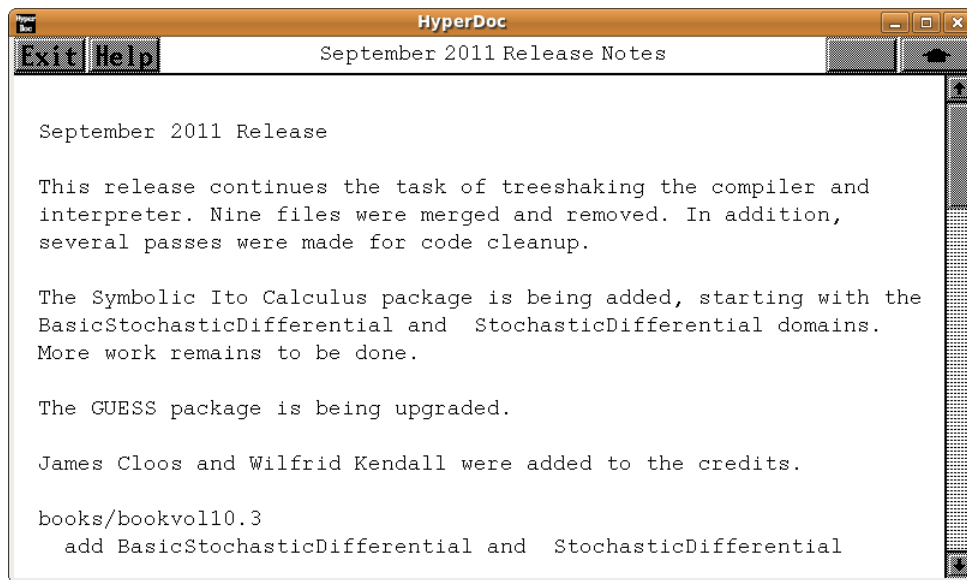 Hyper Doc
HyperDoc
Exit Help
September 2011 Release Notes
September 2011 Release
This release continues the task of treeshaking the compiler and
interpreter. Nine files were merged and removed. In addition,
several passes were made for code cleanup.
The Symbolic Ito Calculus package is being added, starting with the
BasicStochasticDifferential and  StochasticDifferential domains.
More work remains to be done.
The GUESS package is being upgraded.
James Cloos and Wilfrid Kendall were added to the credits.
books/bookvol10.3
add BasicStochasticDifferential and  StochasticDifferential